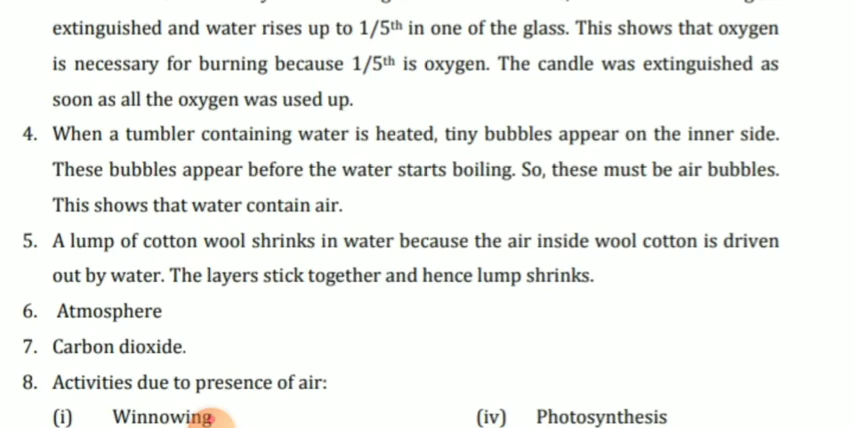 extinguished and water rises up to 1/5th in one of the glass. This shows that oxygen
is necessary for burning because 1/5th is oxygen. The candle was extinguished as
soon as all the oxygen was used up.
4. When a tumbler containing water is heated, tiny bubbles appear on the inner side.
These bubbles appear before the water starts boiling. So, these must be air bubbles.
This shows that water contain air.
5. A lump of cotton wool shrinks in water because the air inside wool cotton is driven
out by water. The layers stick together and hence lump shrinks.
6. Atmosphere
7. Carbon dioxide.
8. Activities due to presence of air:
(i) Winnowing (iv) Photosynthesis